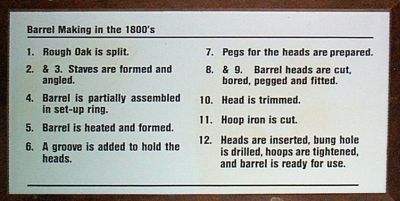 Barrel Making in the 1800's
1. Rough Oak is split.
2. & 3. Staves are formed and
angled.
4. Barrel is partially assembled
in set-up ring.
5. Barrel is heated and formed.
6. A groove is added to hold the
heads.
7. Pegs for the heads are prepared.
8. & 9. Barrel heads are cut,
bored, pegged and fitted.
10. Head is trimmed.
11. Hoop iron is cut.
12. Heads are inserted, bung hole
is drilled, hoops are tightened,
and barrel is ready for use.